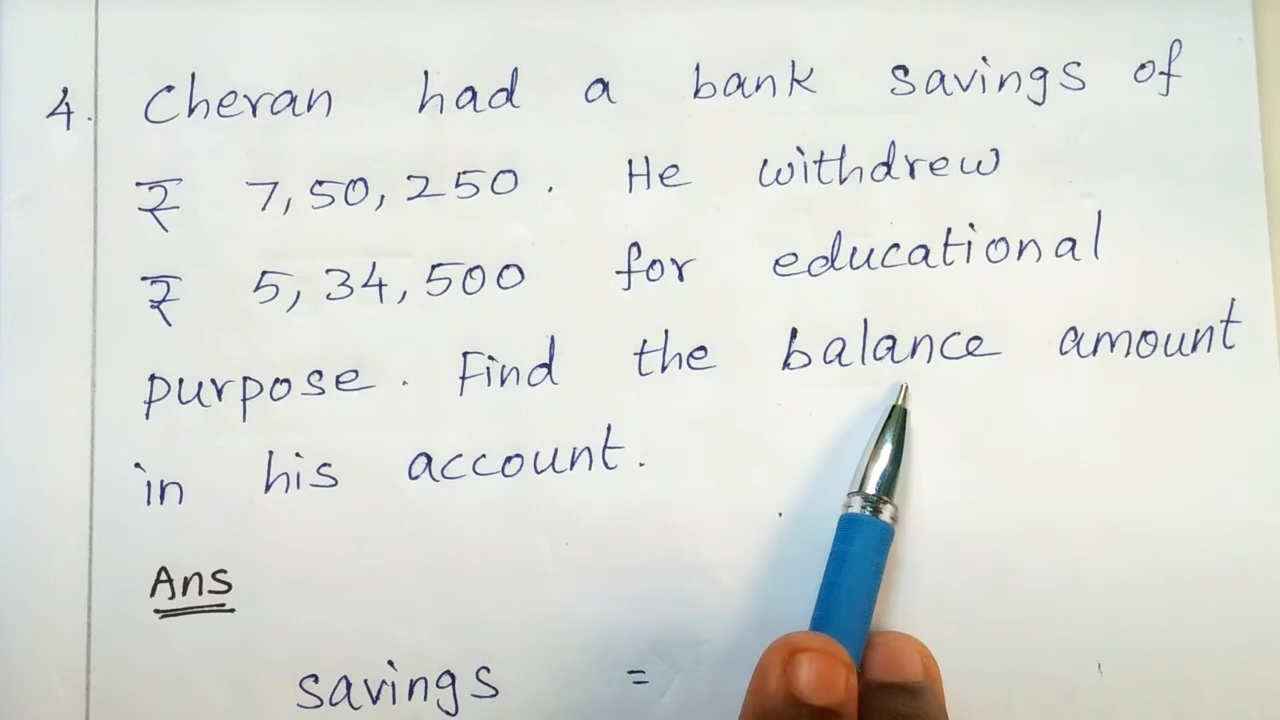 4. Cheran had a bank savings of
₹ 7,50,250. He withdrew
₹ 5,34,500 for educational
purpose. Find the balance amount
in his account.
Ans
savings =